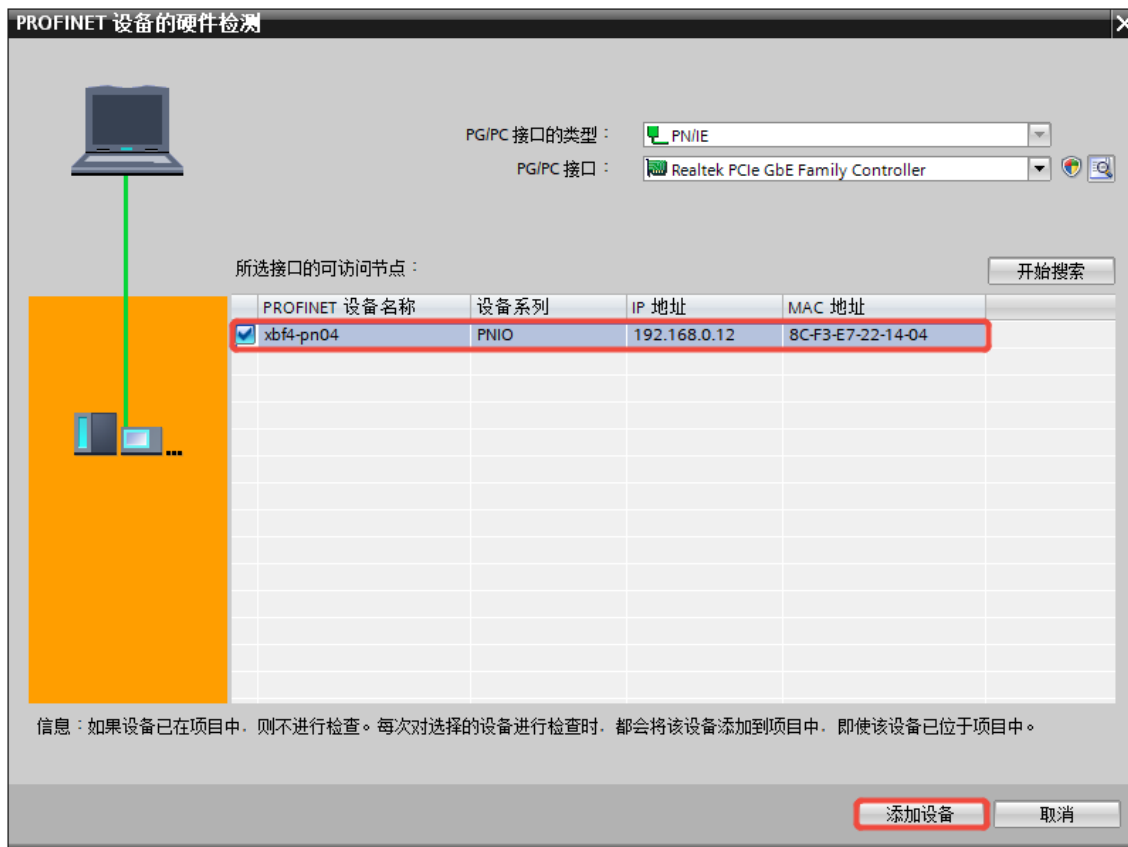 PROFINET 设备的硬件检测
PG/PC 接口的类型：
PN/IE
PG/PC 接口：
Realtek PCIe GbE Family Controller
所选接口的可访问节点：
开始搜索
PROFINET 设备名称 设备系列 IP 地址 MAC 地址
xbf4-pn04 PNIO 192.168.0.12 8C-F3-E7-22-14-04
信息：如果设备已在项目中，则不进行检查。每次对选择的设备进行检查时，都会将该设备添加到项目中，即使该设备已位于项目中。
添加设备 取消